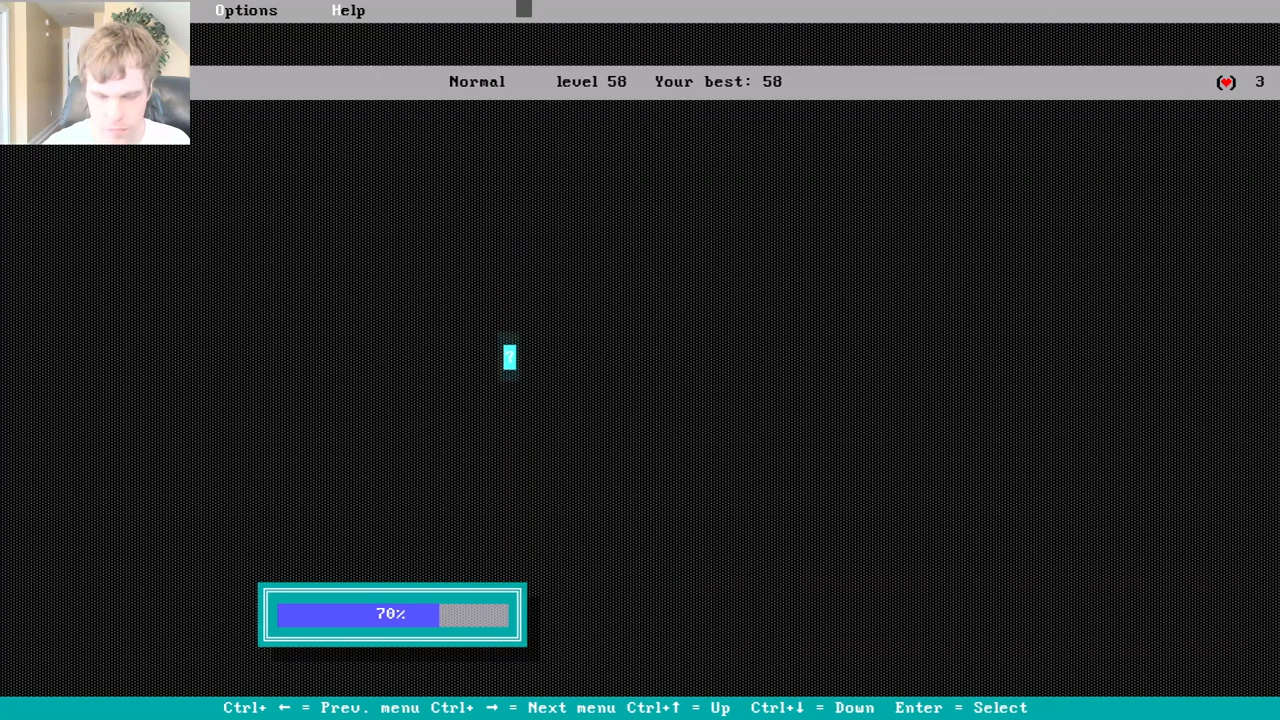 Options Help
Normal level 58 Your best: 58 (♥) 3
?
70%
Ctrl+ ← = Prev. menu Ctrl+ → = Next menu Ctrl+↑ = Up Ctrl+↓ = Down Enter = Select